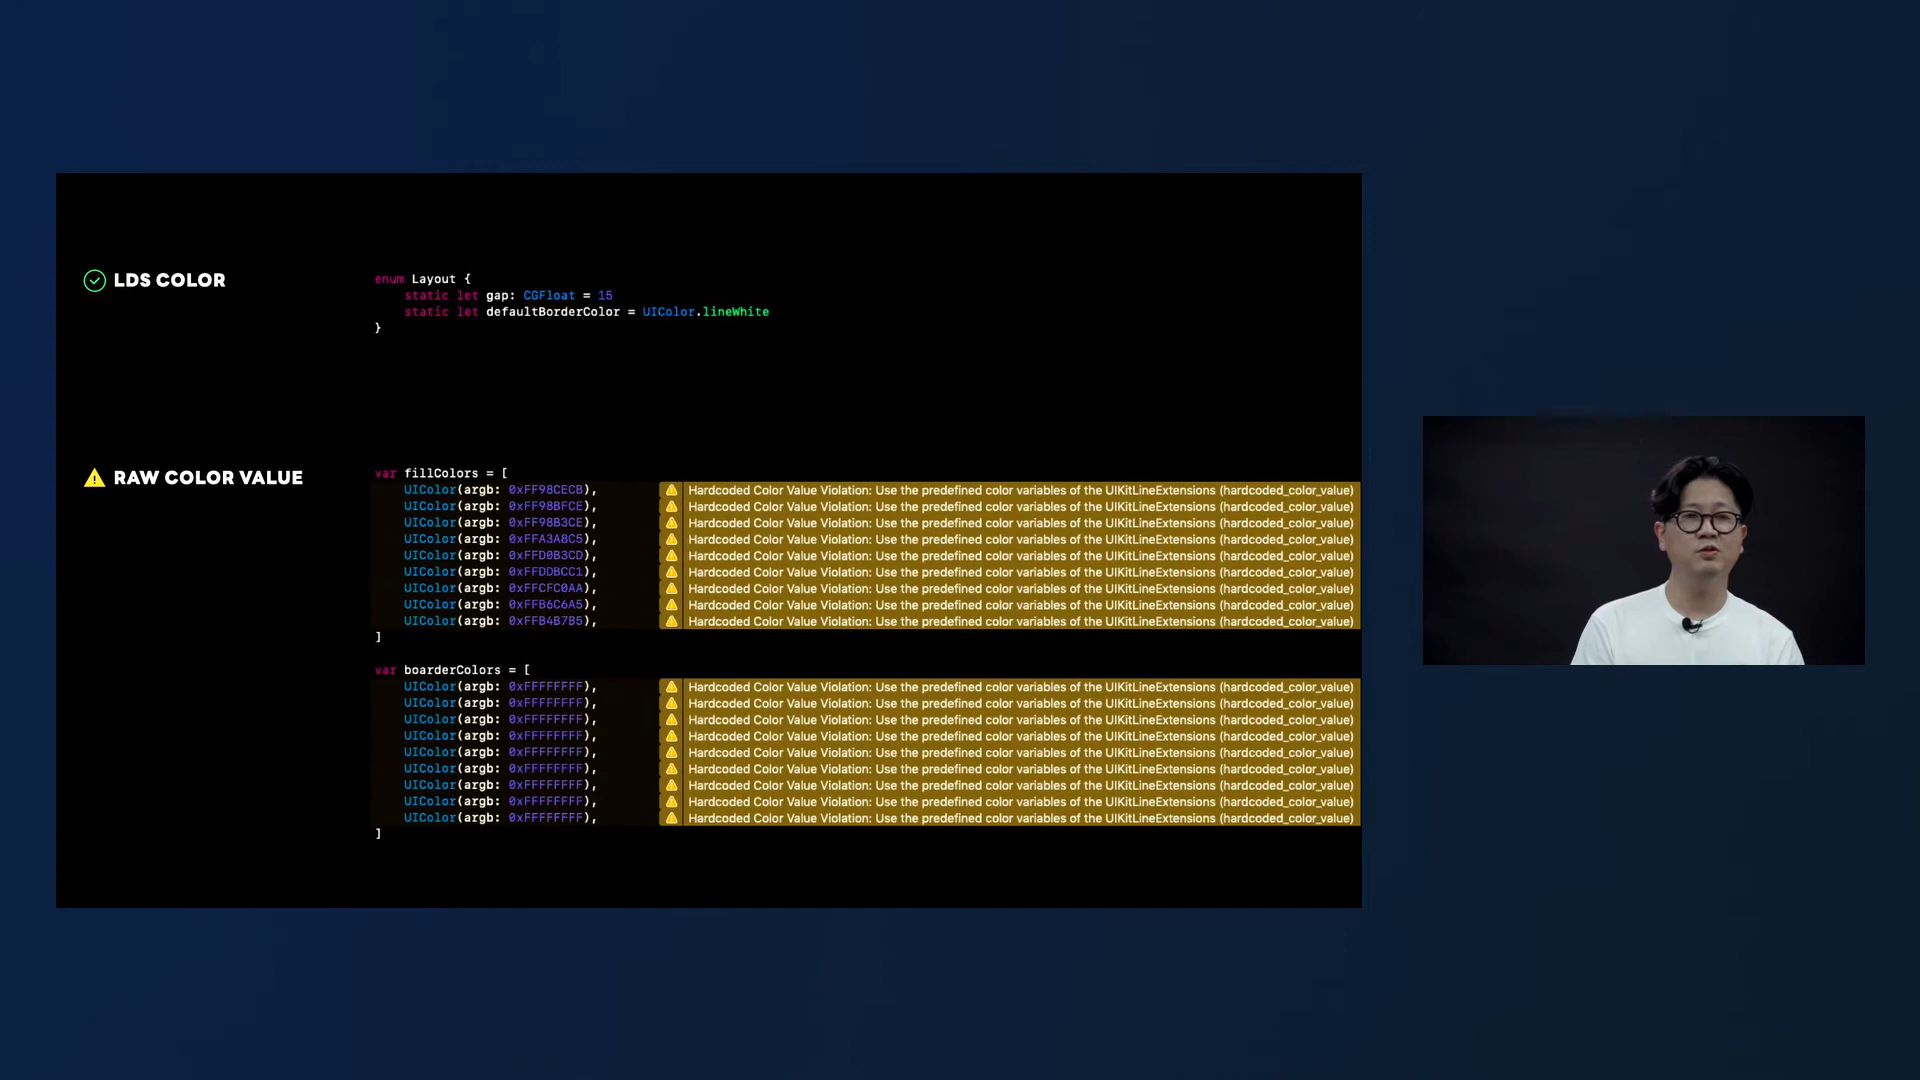 LDS COLOR
enum Layout {
static let gap: CGFloat = 15
static let defaultBorderColor = UIColor.lineWhite
}
RAW COLOR VALUE
var fillColors = [
UIColor(argb: 0xFF98CECB), Hardcoded Color Value Violation: Use the predefined color variables of the UIKitLineExtensions (hardcoded_color_value)
UIColor(argb: 0xFF98BFCE), Hardcoded Color Value Violation: Use the predefined color variables of the UIKitLineExtensions (hardcoded_color_value)
UIColor(argb: 0xFF98B3CE), Hardcoded Color Value Violation: Use the predefined color variables of the UIKitLineExtensions (hardcoded_color_value)
UIColor(argb: 0xFFA3A8C5), Hardcoded Color Value Violation: Use the predefined color variables of the UIKitLineExtensions (hardcoded_color_value)
UIColor(argb: 0xFFD0B3CD), Hardcoded Color Value Violation: Use the predefined color variables of the UIKitLineExtensions (hardcoded_color_value)
UIColor(argb: 0xFFDDBCC1), Hardcoded Color Value Violation: Use the predefined color variables of the UIKitLineExtensions (hardcoded_color_value)
UIColor(argb: 0xFFCFC0AA), Hardcoded Color Value Violation: Use the predefined color variables of the UIKitLineExtensions (hardcoded_color_value)
UIColor(argb: 0xFFB6C6A5), Hardcoded Color Value Violation: Use the predefined color variables of the UIKitLineExtensions (hardcoded_color_value)
UIColor(argb: 0xFFB4B7B5), Hardcoded Color Value Violation: Use the predefined color variables of the UIKitLineExtensions (hardcoded_color_value)
]
var boarderColors = [
UIColor(argb: 0xFFFFFFFF), Hardcoded Color Value Violation: Use the predefined color variables of the UIKitLineExtensions (hardcoded_color_value)
UIColor(argb: 0xFFFFFFFF), Hardcoded Color Value Violation: Use the predefined color variables of the UIKitLineExtensions (hardcoded_color_value)
UIColor(argb: 0xFFFFFFFF), Hardcoded Color Value Violation: Use the predefined color variables of the UIKitLineExtensions (hardcoded_color_value)
UIColor(argb: 0xFFFFFFFF), Hardcoded Color Value Violation: Use the predefined color variables of the UIKitLineExtensions (hardcoded_color_value)
UIColor(argb: 0xFFFFFFFF), Hardcoded Color Value Violation: Use the predefined color variables of the UIKitLineExtensions (hardcoded_color_value)
UIColor(argb: 0xFFFFFFFF), Hardcoded Color Value Violation: Use the predefined color variables of the UIKitLineExtensions (hardcoded_color_value)
UIColor(argb: 0xFFFFFFFF), Hardcoded Color Value Violation: Use the predefined color variables of the UIKitLineExtensions (hardcoded_color_value)
UIColor(argb: 0xFFFFFFFF), Hardcoded Color Value Violation: Use the predefined color variables of the UIKitLineExtensions (hardcoded_color_value)
UIColor(argb: 0xFFFFFFFF), Hardcoded Color Value Violation: Use the predefined color variables of the UIKitLineExtensions (hardcoded_color_value)
]